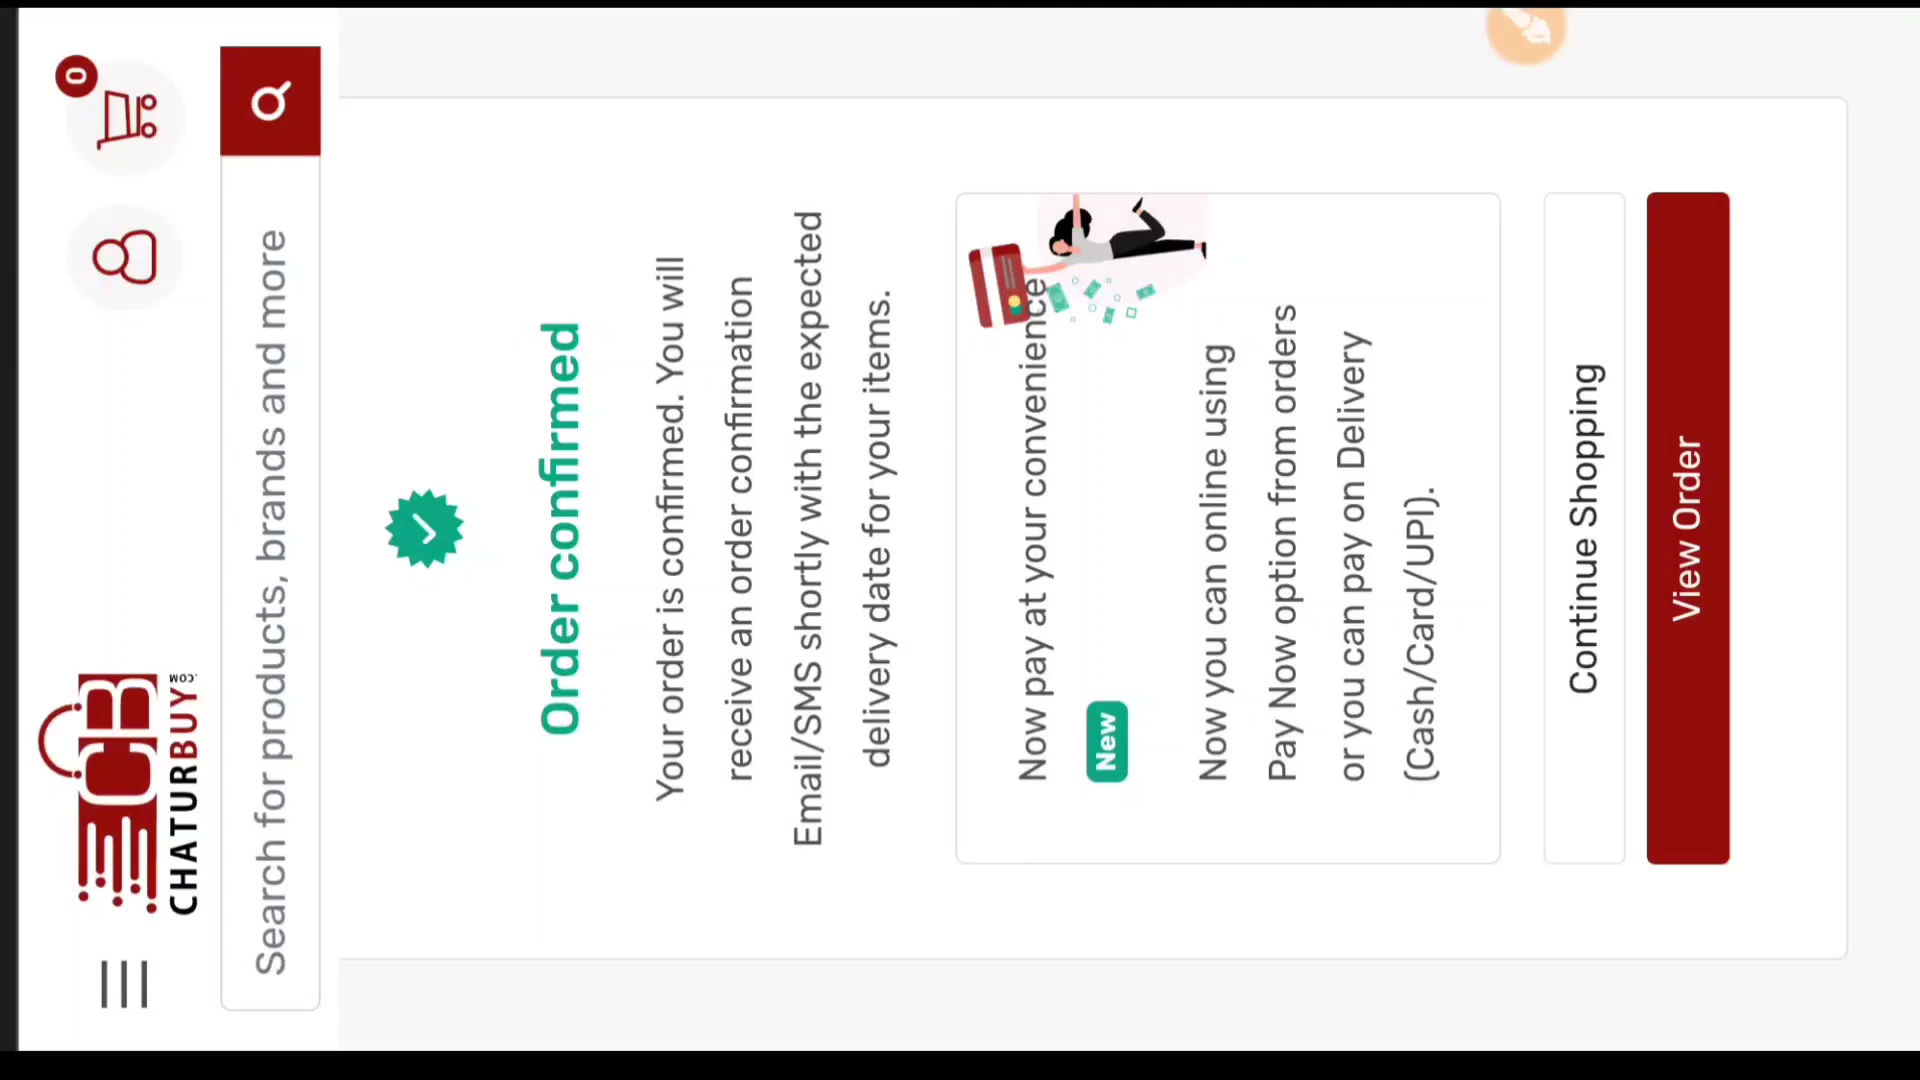 CB
CHATURBUY.COM
0
Search for products, brands and more
Order confirmed
Your order is confirmed. You will
receive an order confirmation
Email/SMS shortly with the expected
delivery date for your items.
Now pay at your convenience
New
Now you can online using
Pay Now option from orders
or you can pay on Delivery
(Cash/Card/UPI).
Continue Shopping
View Order